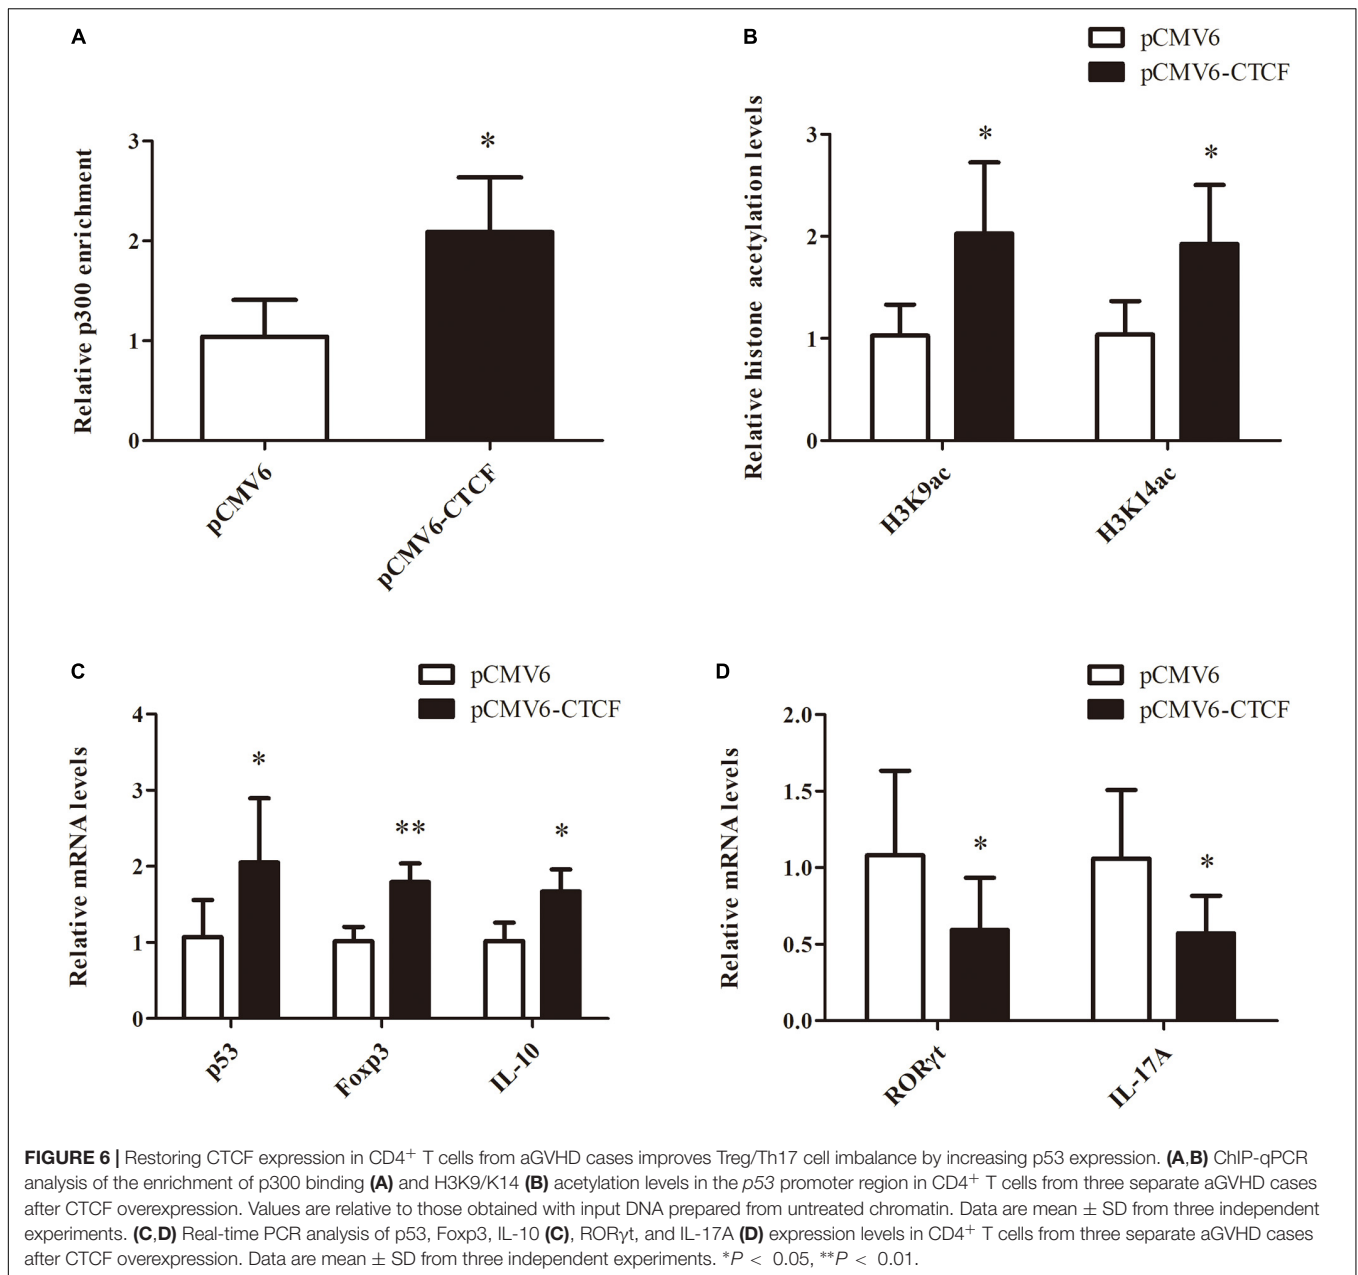 A
Relative p300 enrichment
3
2
1
0
*
pCMV6
pCMV6-CTCF
B
pCMV6
pCMV6-CTCF
Relative histone acetylation levels
3
2
1
0
*
*
H3K9ac
H3K14ac
C
pCMV6
pCMV6-CTCF
Relative mRNA levels
4
3
2
1
0
*
**
*
p53
Foxp3
IL-10
D
pCMV6
pCMV6-CTCF
Relative mRNA levels
2.0
1.5
1.0
0.5
0.0
*
*
RORγt
IL-17A
FIGURE 6 | Restoring CTCF expression in CD4+ T cells from aGVHD cases improves Treg/Th17 cell imbalance by increasing p53 expression. (A,B) ChIP-qPCR
analysis of the enrichment of p300 binding (A) and H3K9/K14 (B) acetylation levels in the p53 promoter region in CD4+ T cells from three separate aGVHD cases
after CTCF overexpression. Values are relative to those obtained with input DNA prepared from untreated chromatin. Data are mean ± SD from three independent
experiments. (C,D) Real-time PCR analysis of p53, Foxp3, IL-10 (C), RORγt, and IL-17A (D) expression levels in CD4+ T cells from three separate aGVHD cases
after CTCF overexpression. Data are mean ± SD from three independent experiments. *P < 0.05, **P < 0.01.